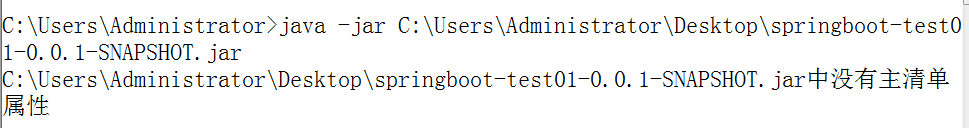 C:\Users\Administrator>java -jar C:\Users\Administrator\Desktop\springboot-test0
1-0.0.1-SNAPSHOT.jar
C:\Users\Administrator\Desktop\springboot-test01-0.0.1-SNAPSHOT.jar中没有主清单
属性